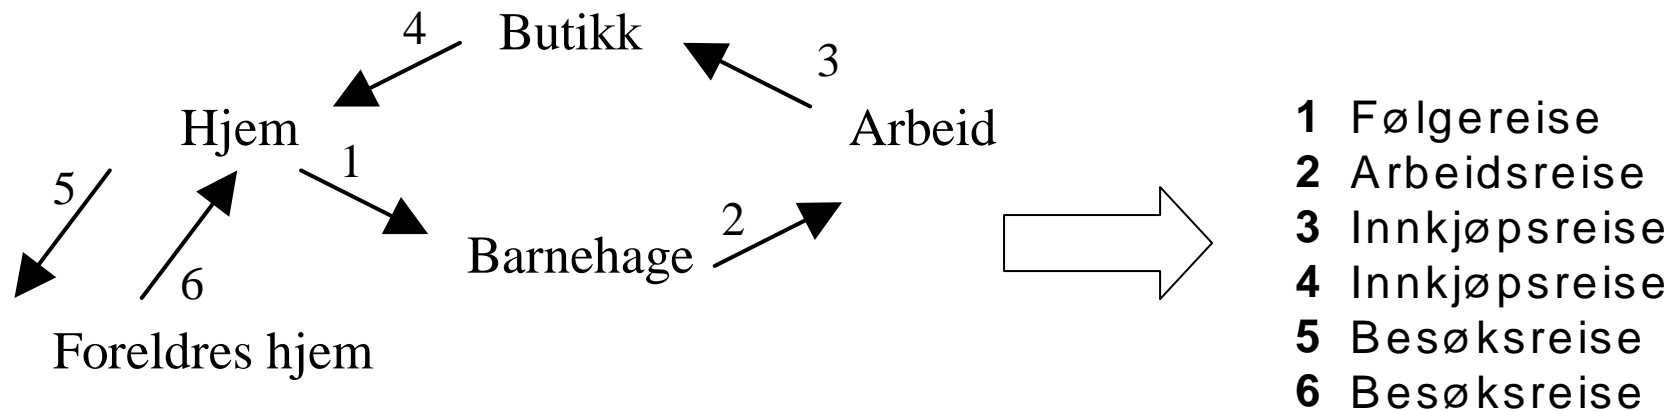 4 Butikk
3
Hjem
Arbeid
1
5
2
Barnehage
6
Foreldres hjem
1 Følgereise
2 Arbeidsreise
3 Innkjøpsreise
4 Innkjøpsreise
5 Besøksreise
6 Besøksreise